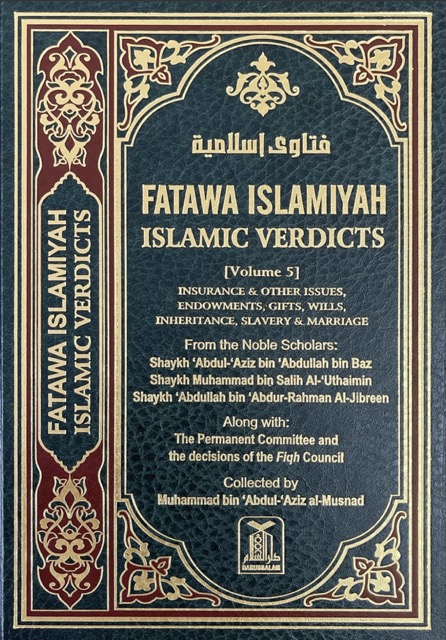 فتاوى إسلامية
FATAWA ISLAMIYAH
ISLAMIC VERDICTS
[Volume 5]
INSURANCE & OTHER ISSUES,
ENDOWMENTS, GIFTS, WILLS,
INHERITANCE, SLAVERY & MARRIAGE
From the Noble Scholars:
Shaykh ‘Abdul-‘Aziz bin ‘Abdullah bin Baz
Shaykh Muhammad bin Salih Al-‘Uthaimin
Shaykh ‘Abdullah bin ‘Abdur-Rahman Al-Jibreen
Along with:
The Permanent Committee and
the decisions of the Fiqh Council
Collected by
Muhammad bin ‘Abdul-‘Aziz al-Musnad
دار السلام
DARUSSALAM
FATAWA ISLAMIYAH
ISLAMIC VERDICTS